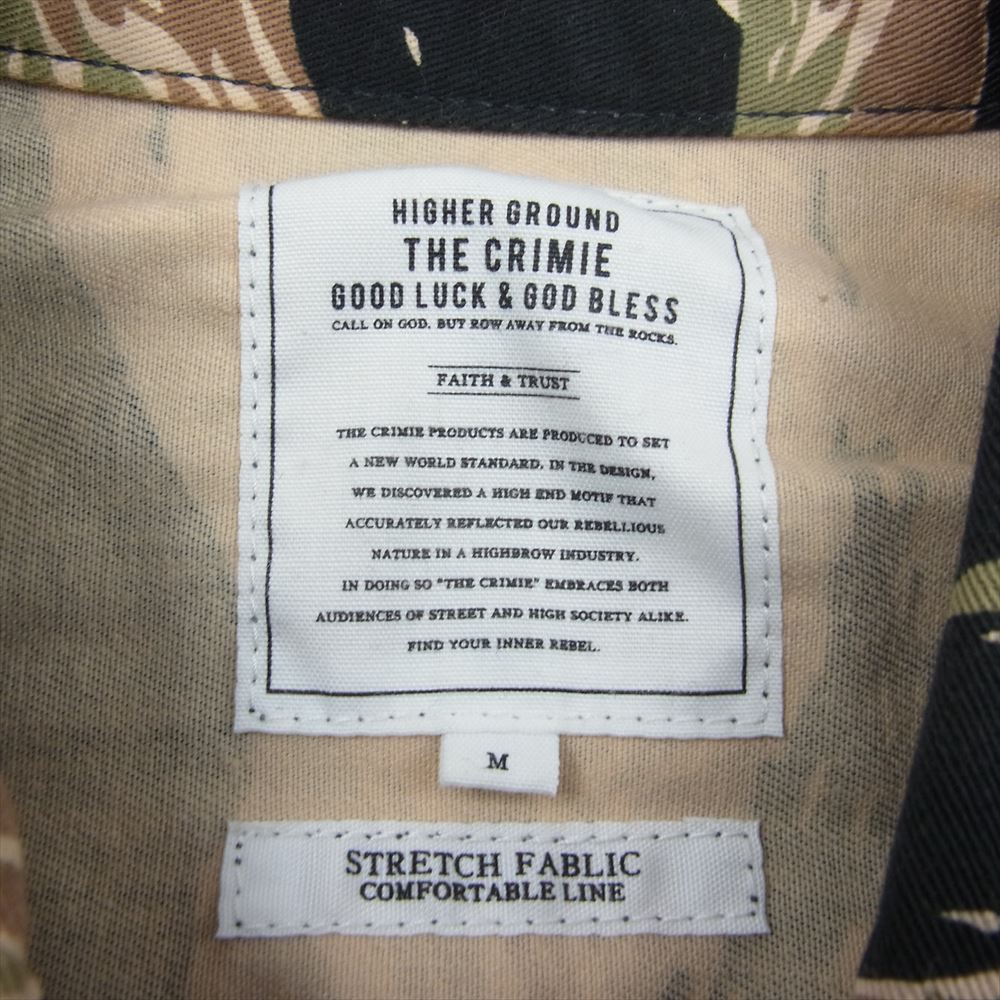 HIGHER GROUND
THE CRIMIE
GOOD LUCK & GOD BLESS
CALL ON GOD. BUT ROW AWAY FROM THE ROCKS.
FAITH & TRUST
THE CRIMIE PRODUCTS ARE PRODUCED TO SET
A NEW WORLD STANDARD. IN THE DESIGN,
WE DISCOVERED A HIGH END MOTIF THAT
ACCURATELY REFLECTED OUR REBELLIOUS
NATURE IN A HIGHBROW INDUSTRY.
IN DOING SO "THE CRIMIE" EMBRACES BOTH
AUDIENCES OF STREET AND HIGH SOCIETY ALIKE.
FIND YOUR INNER REBEL.
M
STRETCH FABLIC
COMFORTABLE LINE